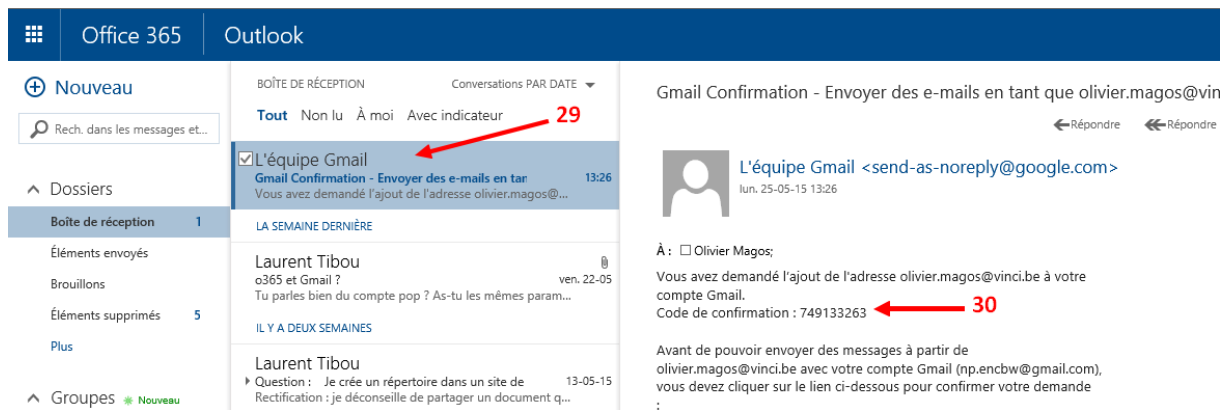 Office 365
Outlook
Nouveau
Rech. dans les messages et...
Dossiers
Boîte de réception 1
Éléments envoyés
Brouillons
Éléments supprimés 5
Plus
Groupes Nouveau
BOÎTE DE RÉCEPTION Conversations PAR DATE
Tout Non lu À moi Avec indicateur
29
L'équipe Gmail
Gmail Confirmation - Envoyer des e-mails en tan 13:26
Vous avez demandé l'ajout de l'adresse olivier.magos@...
LA SEMAINE DERNIÈRE
Laurent Tibou
o365 et Gmail ? ven. 22-05
Tu parles bien du compte pop ? As-tu les mêmes param...
IL Y A DEUX SEMAINES
Laurent Tibou
Question : Je crée un répertoire dans un site de 13-05-15
Rectification : je déconseille de partager un document q...
Gmail Confirmation - Envoyer des e-mails en tant que olivier.magos@vin
Répondre Répondre
L'équipe Gmail <send-as-noreply@google.com>
lun. 25-05-15 13:26
À : Olivier Magos;
Vous avez demandé l'ajout de l'adresse olivier.magos@vinci.be à votre
compte Gmail.
Code de confirmation : 749133263
30
Avant de pouvoir envoyer des messages à partir de
olivier.magos@vinci.be avec votre compte Gmail (np.encbw@gmail.com),
vous devez cliquer sur le lien ci-dessous pour confirmer votre demande
: